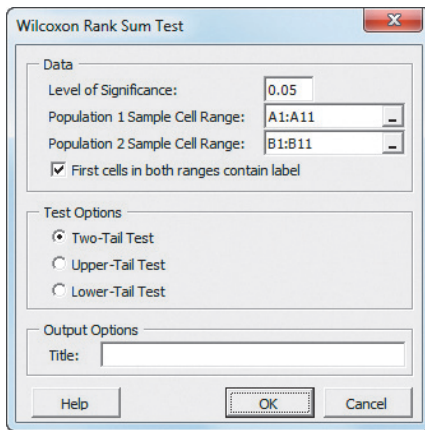 Wilcoxon Rank Sum Test
Data
Level of Significance: 0.05
Population 1 Sample Cell Range: A1:A11
Population 2 Sample Cell Range: B1:B11
First cells in both ranges contain label
Test Options
Two-Tail Test
Upper-Tail Test
Lower-Tail Test
Output Options
Title:
Help OK Cancel